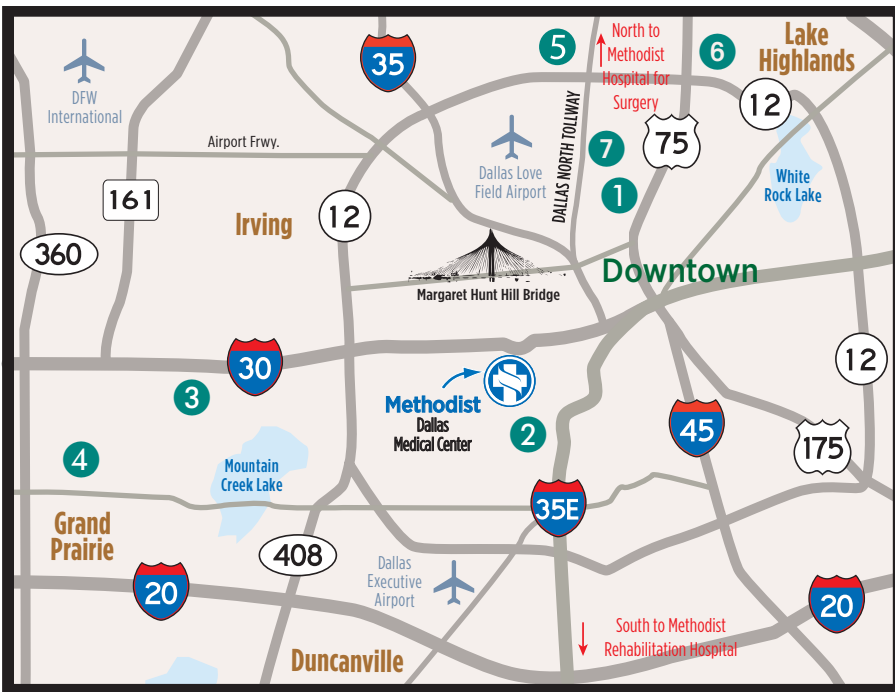 North to
Methodist
Hospital for
Surgery
5
6
Lake
Highlands
35
DFW
International
12
DALLAS NORTH TOLLWAY
75
Airport Frwy.
7
Dallas Love
Field Airport
1
White
Rock Lake
161
Irving
12
360
Downtown
Margaret Hunt Hill Bridge
30
12
3
Methodist
Dallas
Medical Center
2
45
175
4
Mountain
Creek Lake
35E
Grand
Prairie
408
Dallas
Executive
Airport
20
20
South to Methodist
Rehabilitation Hospital
Duncanville